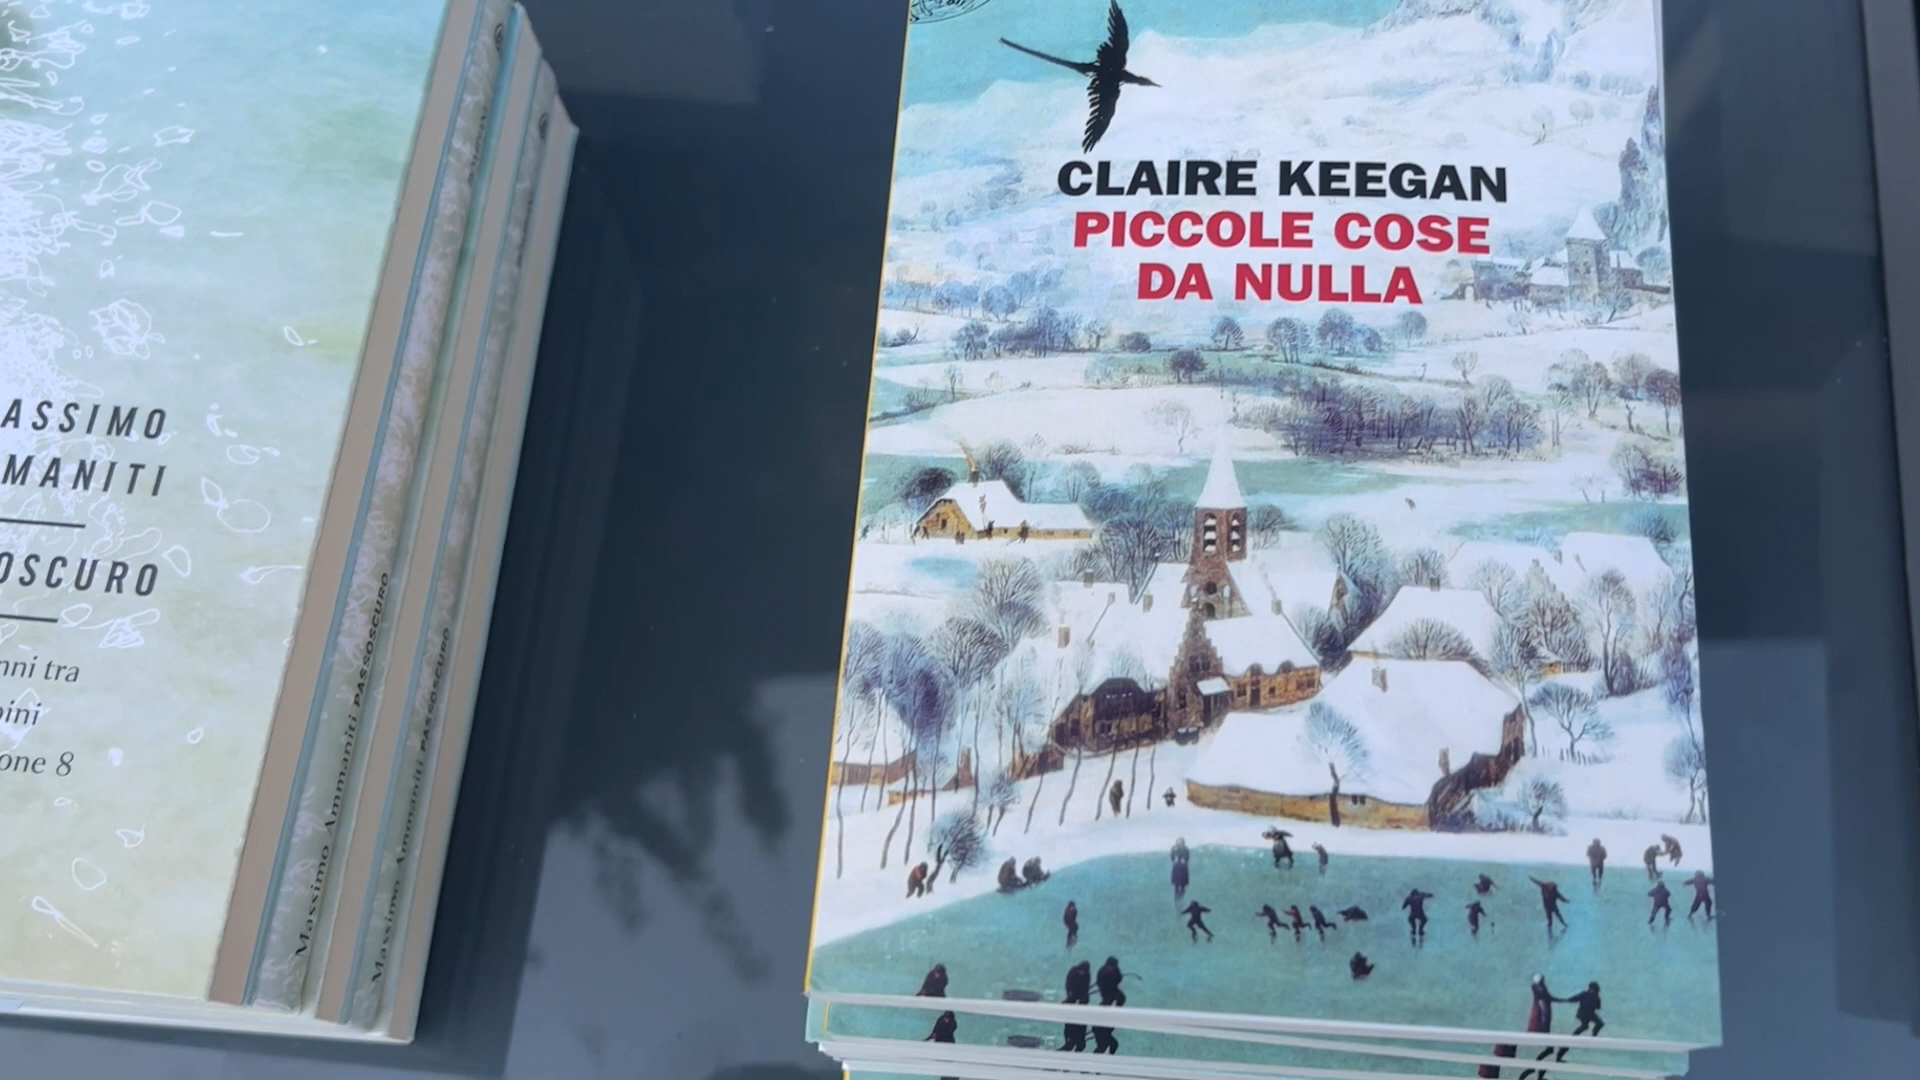 ASSIMO
MANITI
OSCURO
nni tra
bini
one 8
Massimo Ammaniti PASSOSCURO
Massimo Ammaniti PASSOSCURO
CLAIRE KEEGAN
PICCOLE COSE
DA NULLA